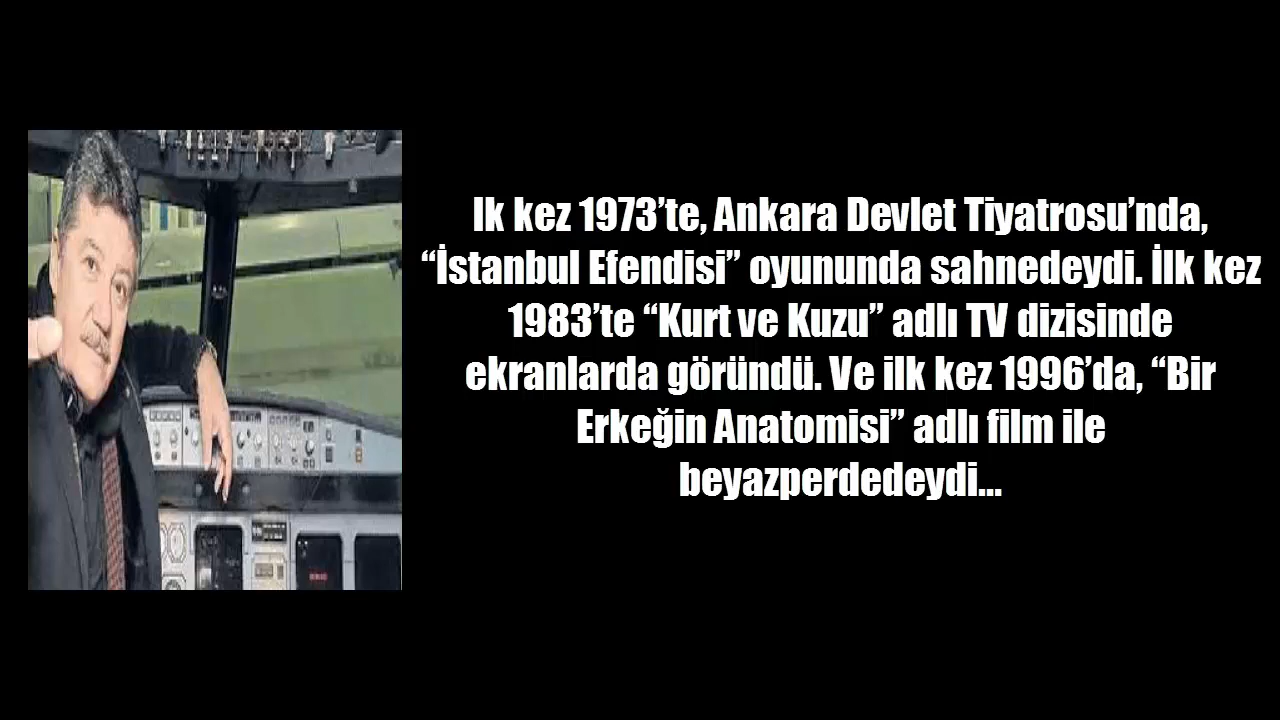 Ik kez 1973’te, Ankara Devlet Tiyatrosu’nda,
“İstanbul Efendisi” oyununda sahnedeydi. İlk kez
1983’te “Kurt ve Kuzu” adlı TV dizisinde
ekranlarda göründü. Ve ilk kez 1996’da, “Bir
Erkeğin Anatomisi” adlı film ile
beyazperdedeydi...